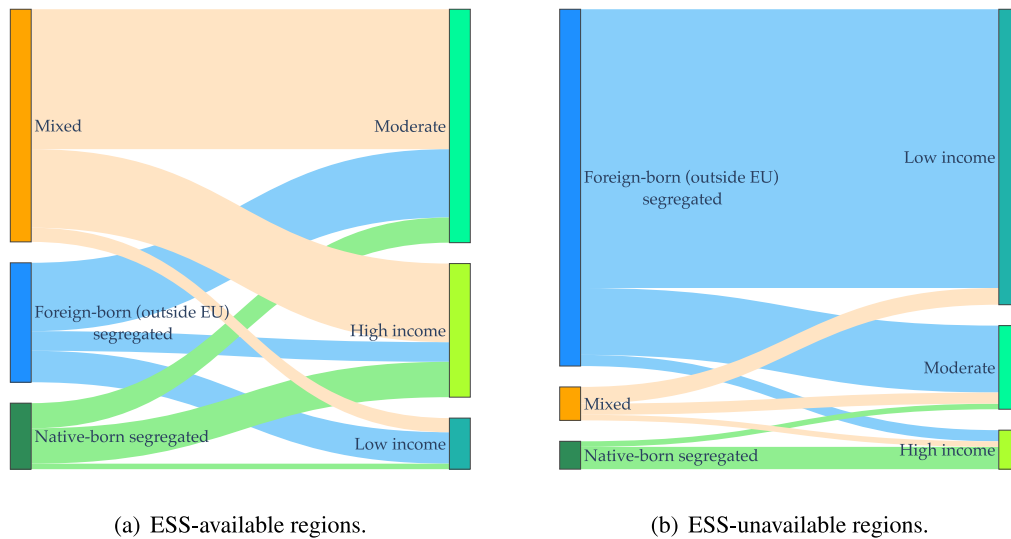 Mixed
Moderate
Foreign-born (outside EU)
segregated
High income
Native-born segregated
Low income
(a) ESS-available regions.
Foreign-born (outside EU)
segregated
Low income
Mixed
Moderate
Native-born segregated
High income
(b) ESS-unavailable regions.